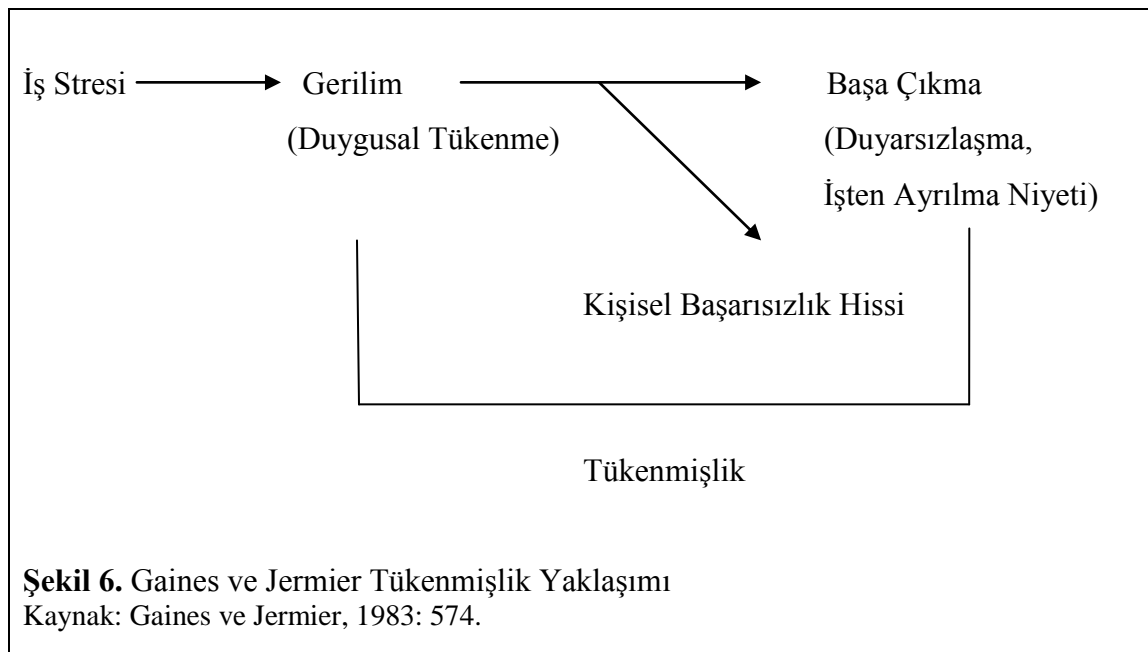 İş Stresi Gerilim Başa Çıkma
(Duygusal Tükenme) (Duyarsızlaşma,
İşten Ayrılma Niyeti)
Kişisel Başarısızlık Hissi
Tükenmişlik
Şekil 6. Gaines ve Jermier Tükenmişlik Yaklaşımı
Kaynak: Gaines ve Jermier, 1983: 574.